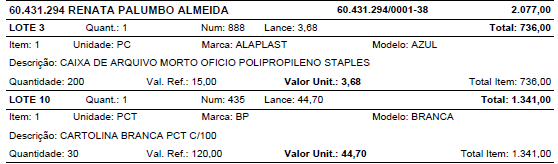 60.431.294 RENATA PALUMBO ALMEIDA 60.431.294/0001-38 2.077,00
LOTE 3 Quant.: 1 Num: 888 Lance: 3,68 Total: 736,00
Item: 1 Unidade: PC Marca: ALAPLAST Modelo: AZUL
Descrição: CAIXA DE ARQUIVO MORTO OFICIO POLIPROPILENO STAPLES
Quantidade: 200 Val. Ref.: 15,00 Valor Unit.: 3,68 Total Item: 736,00
LOTE 10 Quant.: 1 Num: 435 Lance: 44,70 Total: 1.341,00
Item: 1 Unidade: PCT Marca: BP Modelo: BRANCA
Descrição: CARTOLINA BRANCA PCT C/100
Quantidade: 30 Val. Ref.: 120,00 Valor Unit.: 44,70 Total Item: 1.341,00